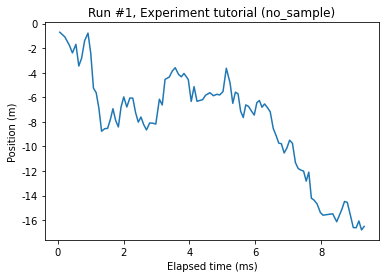 Run #1, Experiment tutorial (no_sample)
Position (m)
0
-2
-4
-6
-8
-10
-12
-14
-16
0 2 4 6 8
Elapsed time (ms)